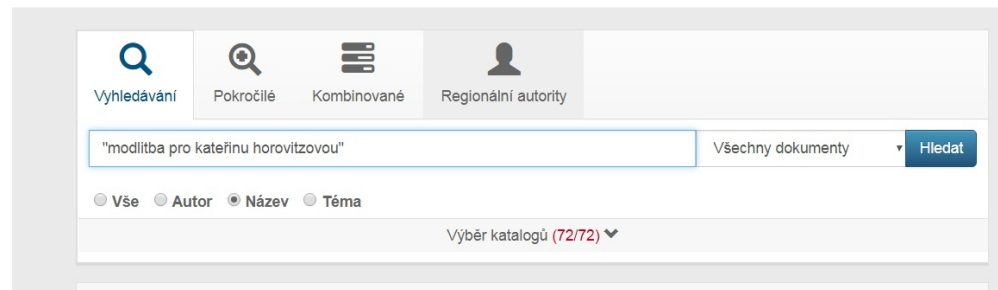 Vyhledávání Pokročilé Kombinované Regionální autority
"modlitba pro kateřinu horovitzovou" Všechny dokumenty Hledat
Vše Autor Název Téma
Výběr katalogů (72/72)